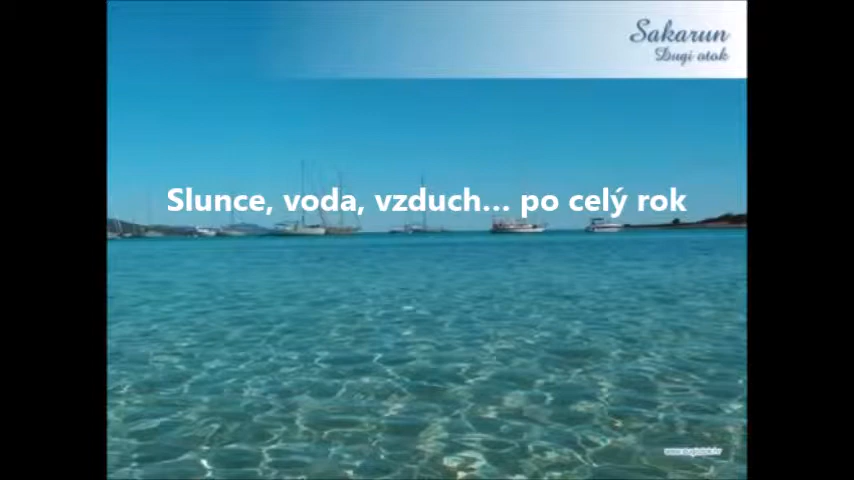 Sakarun
Dugi otok
Slunce, voda, vzduch... po celý rok